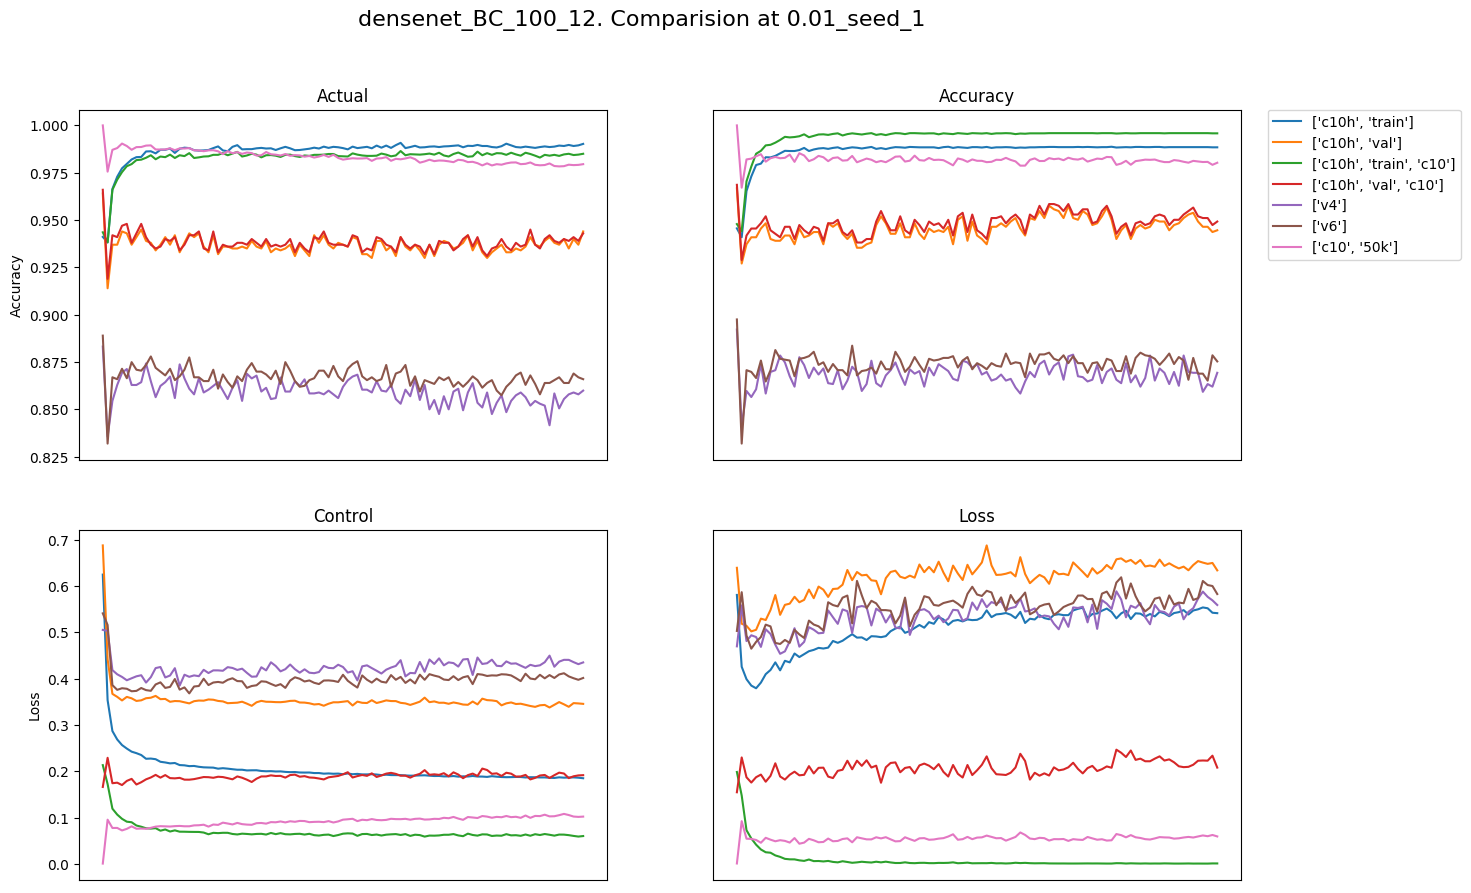 densenet_BC_100_12. Comparision at 0.01_seed_1
Actual
Accuracy
1.000
0.975
0.950
0.925
0.900
0.875
0.850
0.825
Accuracy
['c10h', 'train']
['c10h', 'val']
['c10h', 'train', 'c10']
['c10h', 'val', 'c10']
['v4']
['v6']
['c10', '50k']
Control
Loss
0.7
0.6
0.5
0.4
0.3
0.2
0.1
0.0
Loss